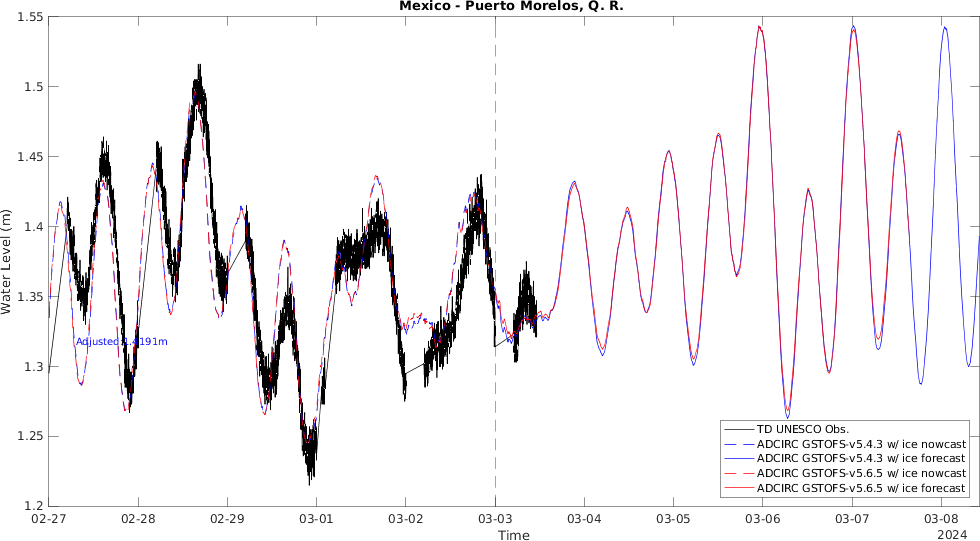 Mexico - Puerto Morelos, Q. R.
1.55
1.5
1.45
1.4
1.35
1.3
1.25
1.2
Water Level (m)
TD UNESCO Obs.
ADCIRC GSTOFS-v5.4.3 w/ ice nowcast
ADCIRC GSTOFS-v5.4.3 w/ ice forecast
ADCIRC GSTOFS-v5.6.5 w/ ice nowcast
ADCIRC GSTOFS-v5.6.5 w/ ice forecast
02-27 02-28 02-29 03-01 03-02 03-03 03-04 03-05 03-06 03-07 03-08
Time
2024